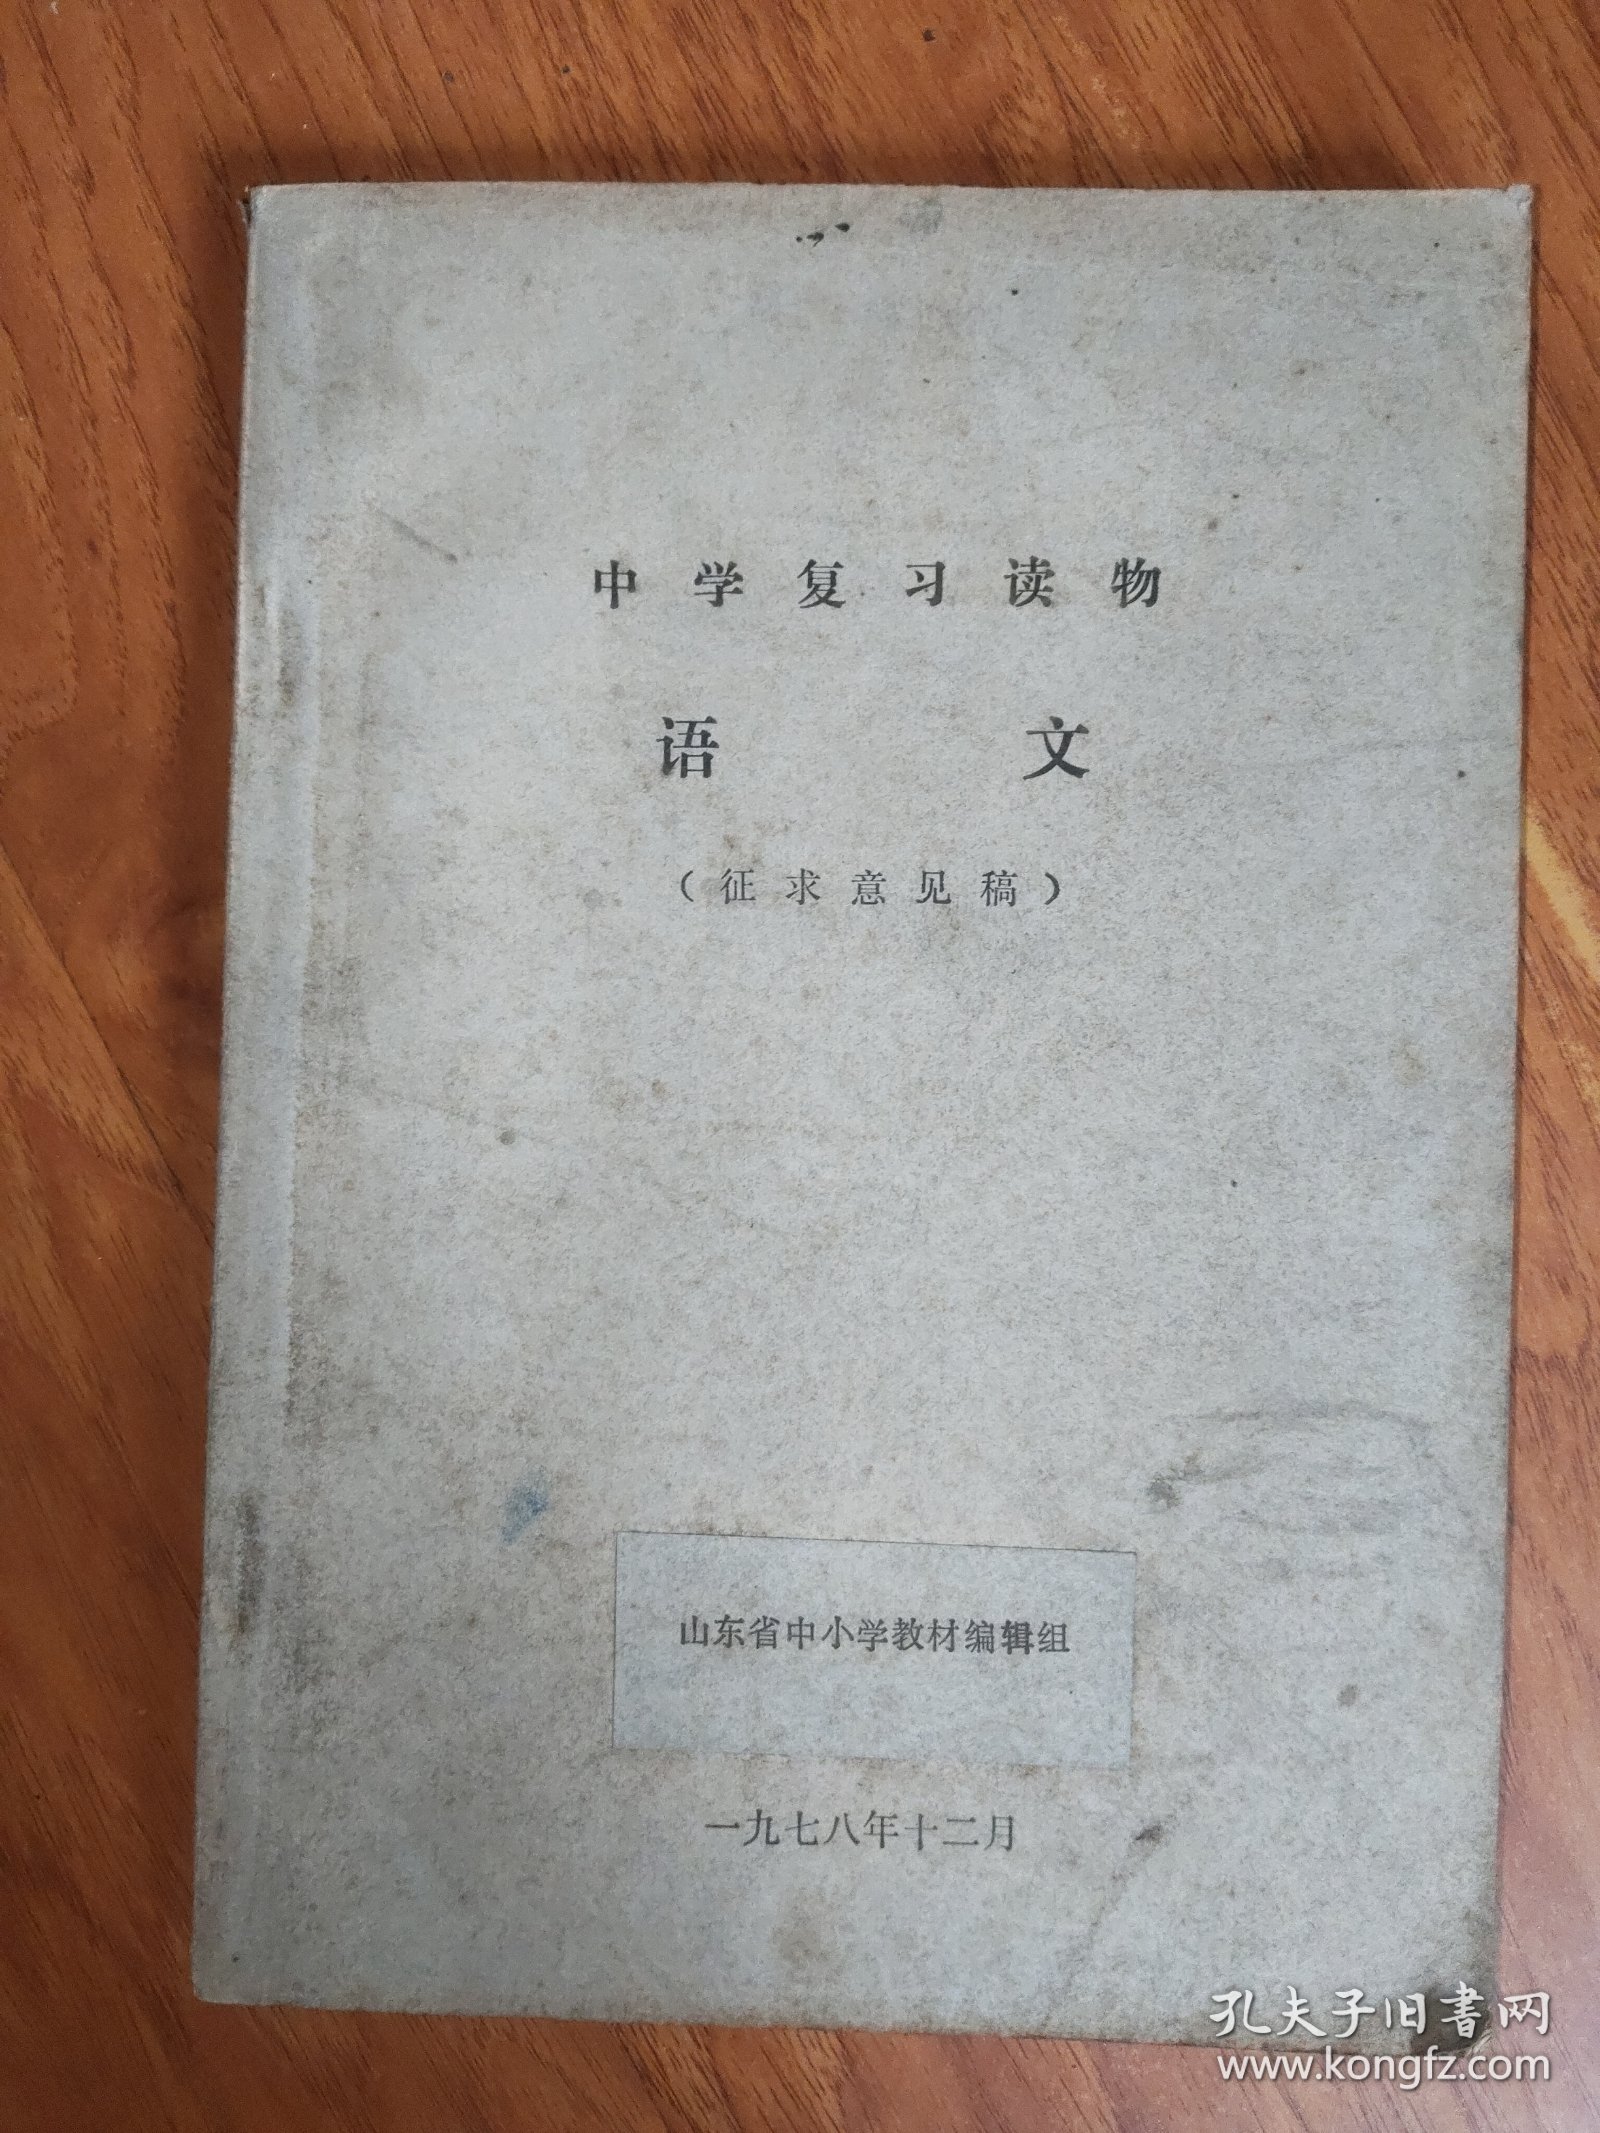 中学复习读物
语文
（征求意见稿）
山东省中小学教材编辑组
一九七八年十二月
孔夫子旧書网
www.kongfz.com